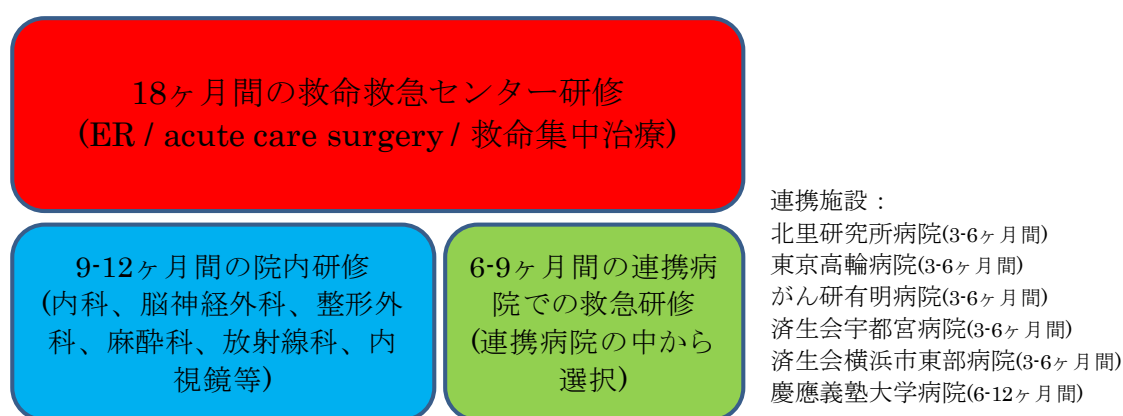 18ヶ月間の救命救急センター研修
(ER / acute care surgery / 救命集中治療)
9-12ヶ月間の院内研修
(内科、脳神経外科、整形外
科、麻酔科、放射線科、内
視鏡等)
6-9ヶ月間の連携病
院での救急研修
(連携病院の中から
選択)
連携施設：
北里研究所病院(3-6ヶ月間)
東京高輪病院(3-6ヶ月間)
がん研有明病院(3-6ヶ月間)
済生会宇都宮病院(3-6ヶ月間)
済生会横浜市東部病院(3-6ヶ月間)
慶應義塾大学病院(6-12ヶ月間)